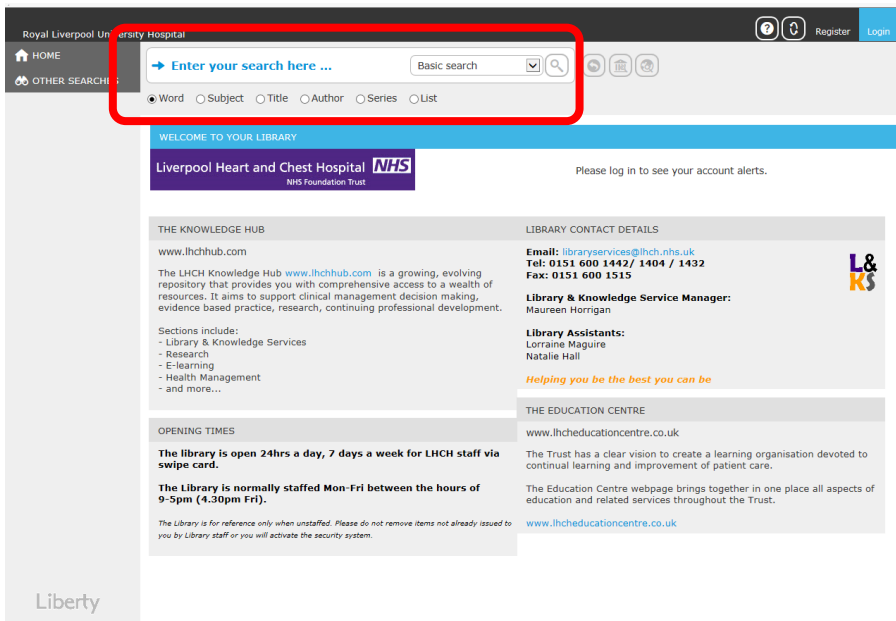 Royal Liverpool University Hospital
Register
Login
HOME
OTHER SEARCHES
Enter your search here ...
Basic search
Word Subject Title Author Series List
WELCOME TO YOUR LIBRARY
Liverpool Heart and Chest Hospital NHS
NHS Foundation Trust
Please log in to see your account alerts.
THE KNOWLEDGE HUB
www.lhchhub.com
The LHCH Knowledge Hub www.lhchhub.com is a growing, evolving
repository that provides you with comprehensive access to a wealth of
resources. It aims to support clinical management decision making,
evidence based practice, research, continuing professional development.
Sections include:
- Library & Knowledge Services
- Research
- E-learning
- Health Management
- and more...
LIBRARY CONTACT DETAILS
Email: libraryservices@lhch.nhs.uk
Tel: 0151 600 1442/ 1404 / 1432
Fax: 0151 600 1515
L&
KS
Library & Knowledge Service Manager:
Maureen Horrigan
Library Assistants:
Lorraine Maguire
Natalie Hall
Helping you be the best you can be
OPENING TIMES
The library is open 24hrs a day, 7 days a week for LHCH staff via
swipe card.
The Library is normally staffed Mon-Fri between the hours of
9-5pm (4.30pm Fri).
The Library is for reference only when unstaffed. Please do not remove items not already issued to
you by Library staff or you will activate the security system.
THE EDUCATION CENTRE
www.lhcheducationcentre.co.uk
The Trust has a clear vision to create a learning organisation devoted to
continual learning and improvement of patient care.
The Education Centre webpage brings together in one place all aspects of
education and related services throughout the Trust.
www.lhcheducationcentre.co.uk
Liberty